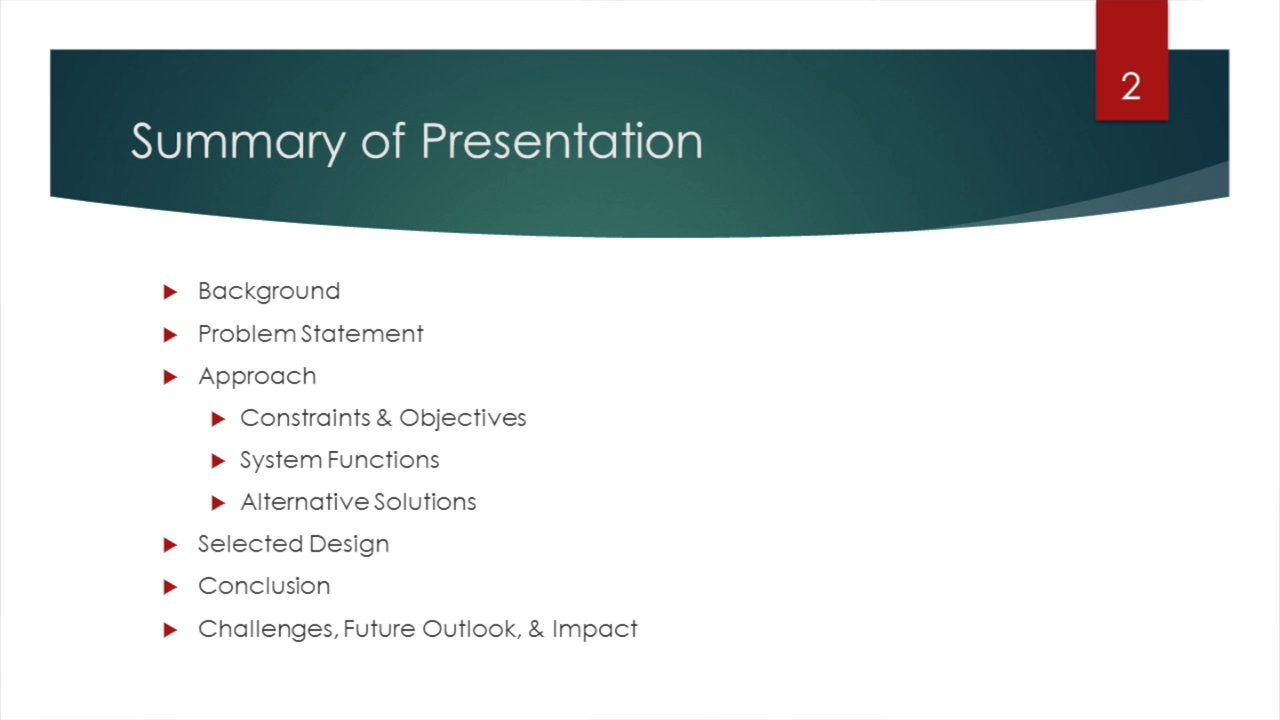 2
Summary of Presentation
Background
Problem Statement
Approach
Constraints & Objectives
System Functions
Alternative Solutions
Selected Design
Conclusion
Challenges, Future Outlook, & Impact